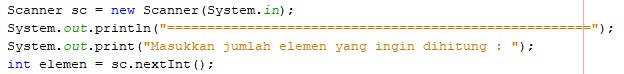 Scanner sc = new Scanner(System.in);
System.out.println("=====================================================");
System.out.print("Masukkan jumlah elemen yang ingin dihitung : ");
int elemen = sc.nextInt();